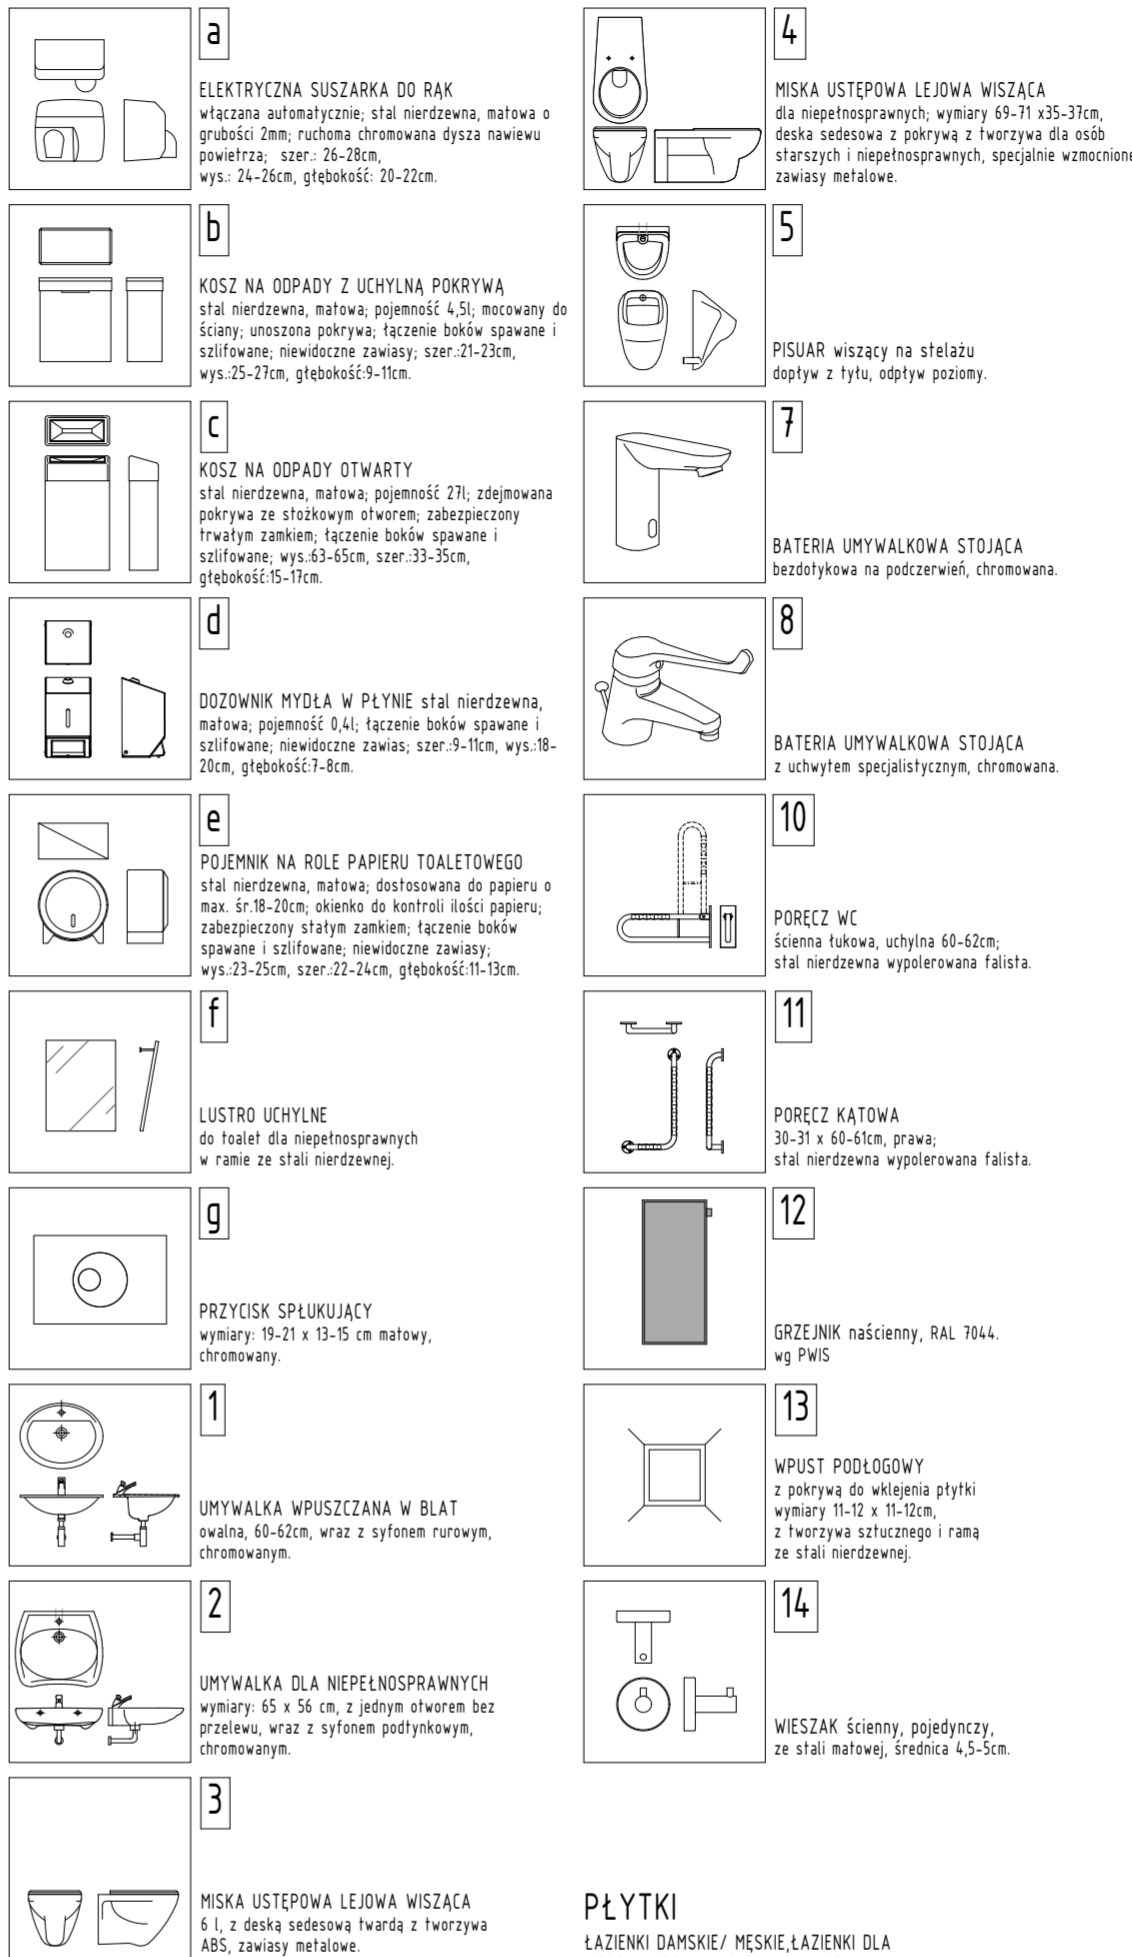 a
ELEKTRYCZNA SUSZARKA DO RĄK
włączana automatycznie; stal nierdzewna, matowa o
grubości 2mm; ruchoma chromowana dysza nawiewu
powietrza; szer.: 26-28cm,
wys.: 24-26cm, głębokość: 20-22cm.
b
KOSZ NA ODPADY Z UCHYLNĄ POKRYWĄ
stal nierdzewna, matowa; pojemność 4,5l; mocowany do
ściany; unoszona pokrywa; łączenie boków spawane i
szlifowane; niewidoczne zawiasy; szer.:21-23cm,
wys.:25-27cm, głębokość:9-11cm.
c
KOSZ NA ODPADY OTWARTY
stal nierdzewna, matowa; pojemność 27l; zdejmowana
pokrywa ze stożkowym otworem; zabezpieczony
trwałym zamkiem; łączenie boków spawane i
szlifowane; wys.:63-65cm, szer.:33-35cm,
głębokość:15-17cm.
d
DOZOWNIK MYDŁA W PŁYNIE stal nierdzewna,
matowa; pojemność 0,4l; łączenie boków spawane i
szlifowane; niewidoczne zawias; szer.:9-11cm, wys.:18-
20cm, głębokość:7-8cm.
e
POJEMNIK NA ROLE PAPIERU TOALETOWEGO
stal nierdzewna, matowa; dostosowana do papieru o
max. śr.18-20cm; okienko do kontroli ilości papieru;
zabezpieczony stałym zamkiem; łączenie boków
spawane i szlifowane; niewidoczne zawiasy;
wys.:23-25cm, szer.:22-24cm, głębokość:11-13cm.
f
LUSTRO UCHYLNE
do toalet dla niepełnosprawnych
w ramie ze stali nierdzewnej.
g
PRZYCISK SPŁUKUJĄCY
wymiary: 19-21 x 13-15 cm matowy,
chromowany.
1
UMYWALKA WPUSZCZANA W BLAT
owalna, 60-62cm, wraz z syfonem rurowym,
chromowanym.
2
UMYWALKA DLA NIEPEŁNOSPRAWNYCH
wymiary: 65 x 56 cm, z jednym otworem bez
przelewu, wraz z syfonem podtynkowym,
chromowanym.
3
MISKA USTĘPOWA LEJOWA WISZĄCA
6 l, z deską sedesową twardą z tworzywa
ABS, zawiasy metalowe.
4
MISKA USTĘPOWA LEJOWA WISZĄCA
dla niepełnosprawnych; wymiary 69-71 x35-37cm,
deska sedesowa z pokrywą z tworzywa dla osób
starszych i niepełnosprawnych, specjalnie wzmocnione
zawiasy metalowe.
5
PISUAR wiszący na stelażu
dopływ z tyłu, odpływ poziomy.
7
BATERIA UMYWALKOWA STOJĄCA
bezdotykowa na podczerwień, chromowana.
8
BATERIA UMYWALKOWA STOJĄCA
z uchwytem specjalistycznym, chromowana.
10
PORĘCZ WC
ścienna łukowa, uchylna 60-62cm;
stal nierdzewna wypolerowana falista.
11
PORĘCZ KĄTOWA
30-31 x 60-61cm, prawa;
stal nierdzewna wypolerowana falista.
12
GRZEJNIK naścienny, RAL 7044.
wg PWIS
13
WPUST PODŁOGOWY
z pokrywą do wklejenia płytki
wymiary 11-12 x 11-12cm,
z tworzywa sztucznego i ramą
ze stali nierdzewnej.
14
WIESZAK ścienny, pojedynczy,
ze stali matowej, średnica 4,5-5cm.
PŁYTKI
ŁAZIENKI DAMSKIE/ MĘSKIE,ŁAZIENKI DLA